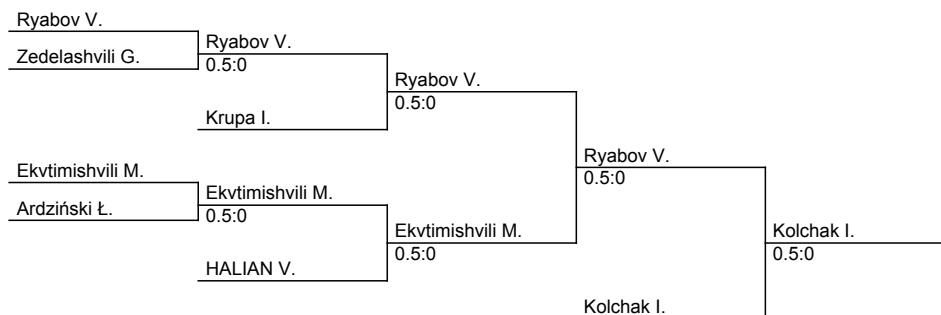 Ryabov V.
Zedelashvili G.
Ryabov V.
0.5:0
Krupa I.
Ryabov V.
0.5:0
Ekvtimishvili M.
Ardziński Ł.
Ekvtimishvili M.
0.5:0
HALIAN V.
Ekvtimishvili M.
0.5:0
Ryabov V.
0.5:0
Kolchak I.
Kolchak I.
0.5:0